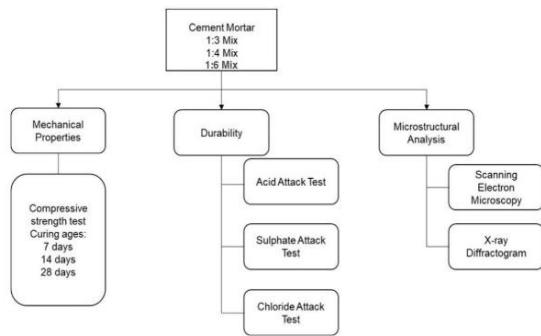 Cement Mortar
1:3 Mix
1:4 Mix
1:6 Mix
Mechanical
Properties
Durability
Microstructural
Analysis
Compressive
strength test
Curing ages:
7 days
14 days
28 days
Acid Attack Test
Sulphate Attack
Test
Chloride Attack
Test
Scanning
Electron
Microscopy
X-ray
Diffractogram